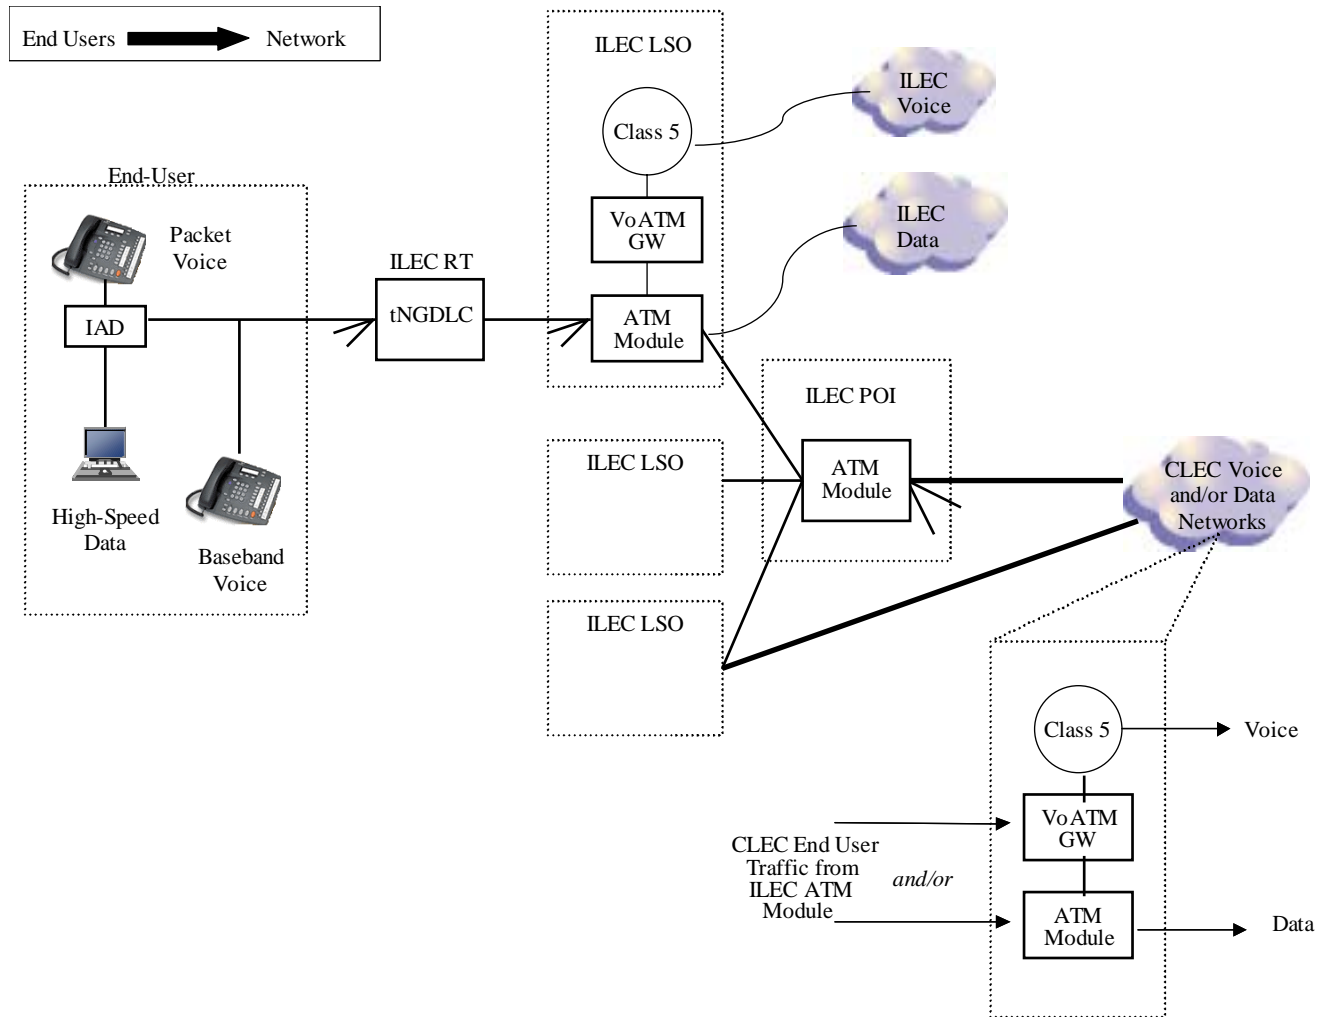 End Users
Network
ILEC LSO
ILEC
Voice
Class 5
End-User
Packet
Voice
VoATM
GW
ILEC
Data
ILEC RT
tNGDLC
IAD
ATM
Module
ILEC POI
High-Speed
Data
Baseband
Voice
ILEC LSO
ATM
Module
CLEC Voice
and/or Data
Networks
ILEC LSO
Class 5
Voice
VoATM
GW
CLEC End User
Traffic from
ILEC ATM
Module
and/or
ATM
Module
Data